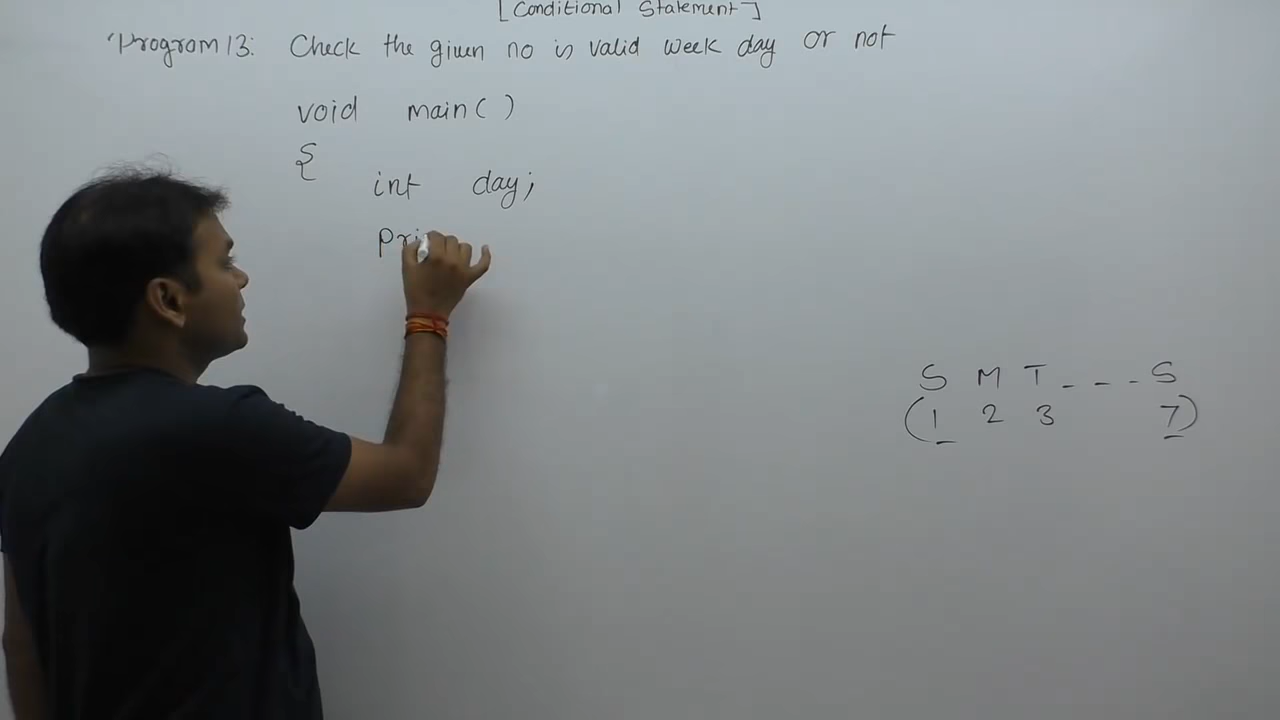 [Conditional Statement]
Program 13: Check the given no is valid week day or not
void main( )
{
int day;
pri
S M T _ _ _ S
(1 2 3 7)